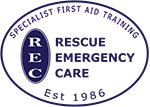 SPECIALIST FIRST AID TRAINING
REC
RESCUE
EMERGENCY
CARE
Est 1986